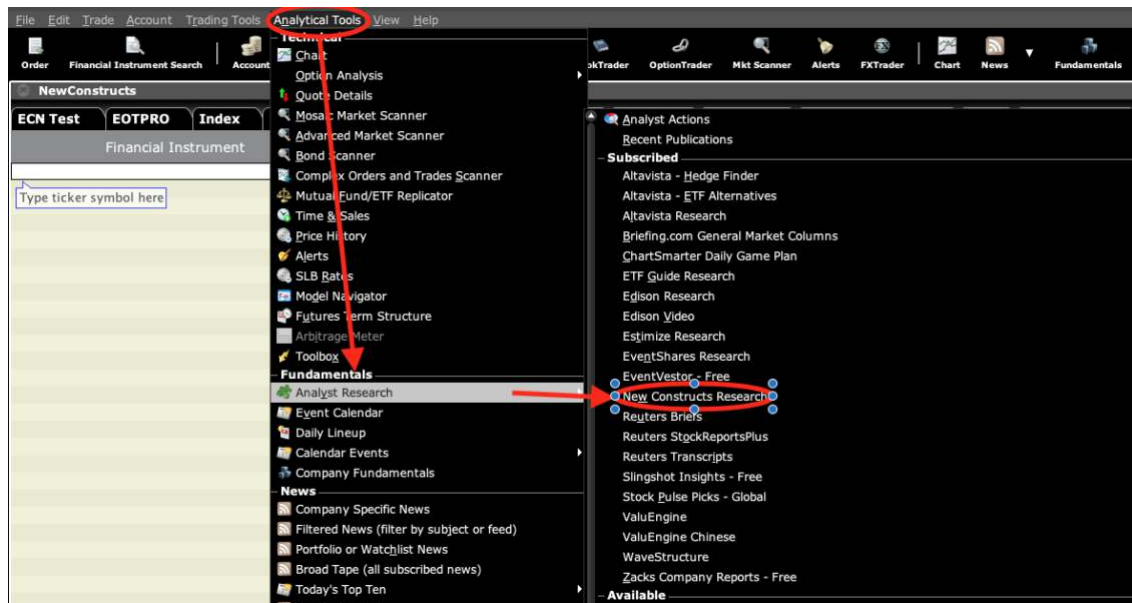 File Edit Trade Account Trading Tools Analytical Tools View Help
Order Financial Instrument Search Account
okTrader OptionTrader Mkt Scanner Alerts FXTrader Chart News Fundamentals
NewConstructs
ECN Test EOTPRO Index
Financial Instrument
Type ticker symbol here
Technical
Chart
Option Analysis
Quote Details
Mosaic Market Scanner
Advanced Market Scanner
Bond Scanner
Complex Orders and Trades Scanner
Mutual Fund/ETF Replicator
Time & Sales
Price History
Alerts
SLB Rates
Model Navigator
Futures Term Structure
Arbitrage Meter
Toolbox
Fundamentals
Analyst Research
Event Calendar
Daily Lineup
Calendar Events
Company Fundamentals
News
Company Specific News
Filtered News (filter by subject or feed)
Portfolio or Watchlist News
Broad Tape (all subscribed news)
Today's Top Ten
Analyst Actions
Recent Publications
Subscribed
Altavista - Hedge Finder
Altavista - ETF Alternatives
Altavista Research
Briefing.com General Market Columns
ChartSmarter Daily Game Plan
ETF Guide Research
Edison Research
Edison Video
Estimize Research
EventShares Research
EventVestor - Free
New Constructs Research
Reuters Briefs
Reuters StockReportsPlus
Reuters Transcripts
Slingshot Insights - Free
Stock Pulse Picks - Global
ValuEngine
ValuEngine Chinese
WaveStructure
Zacks Company Reports - Free
Available